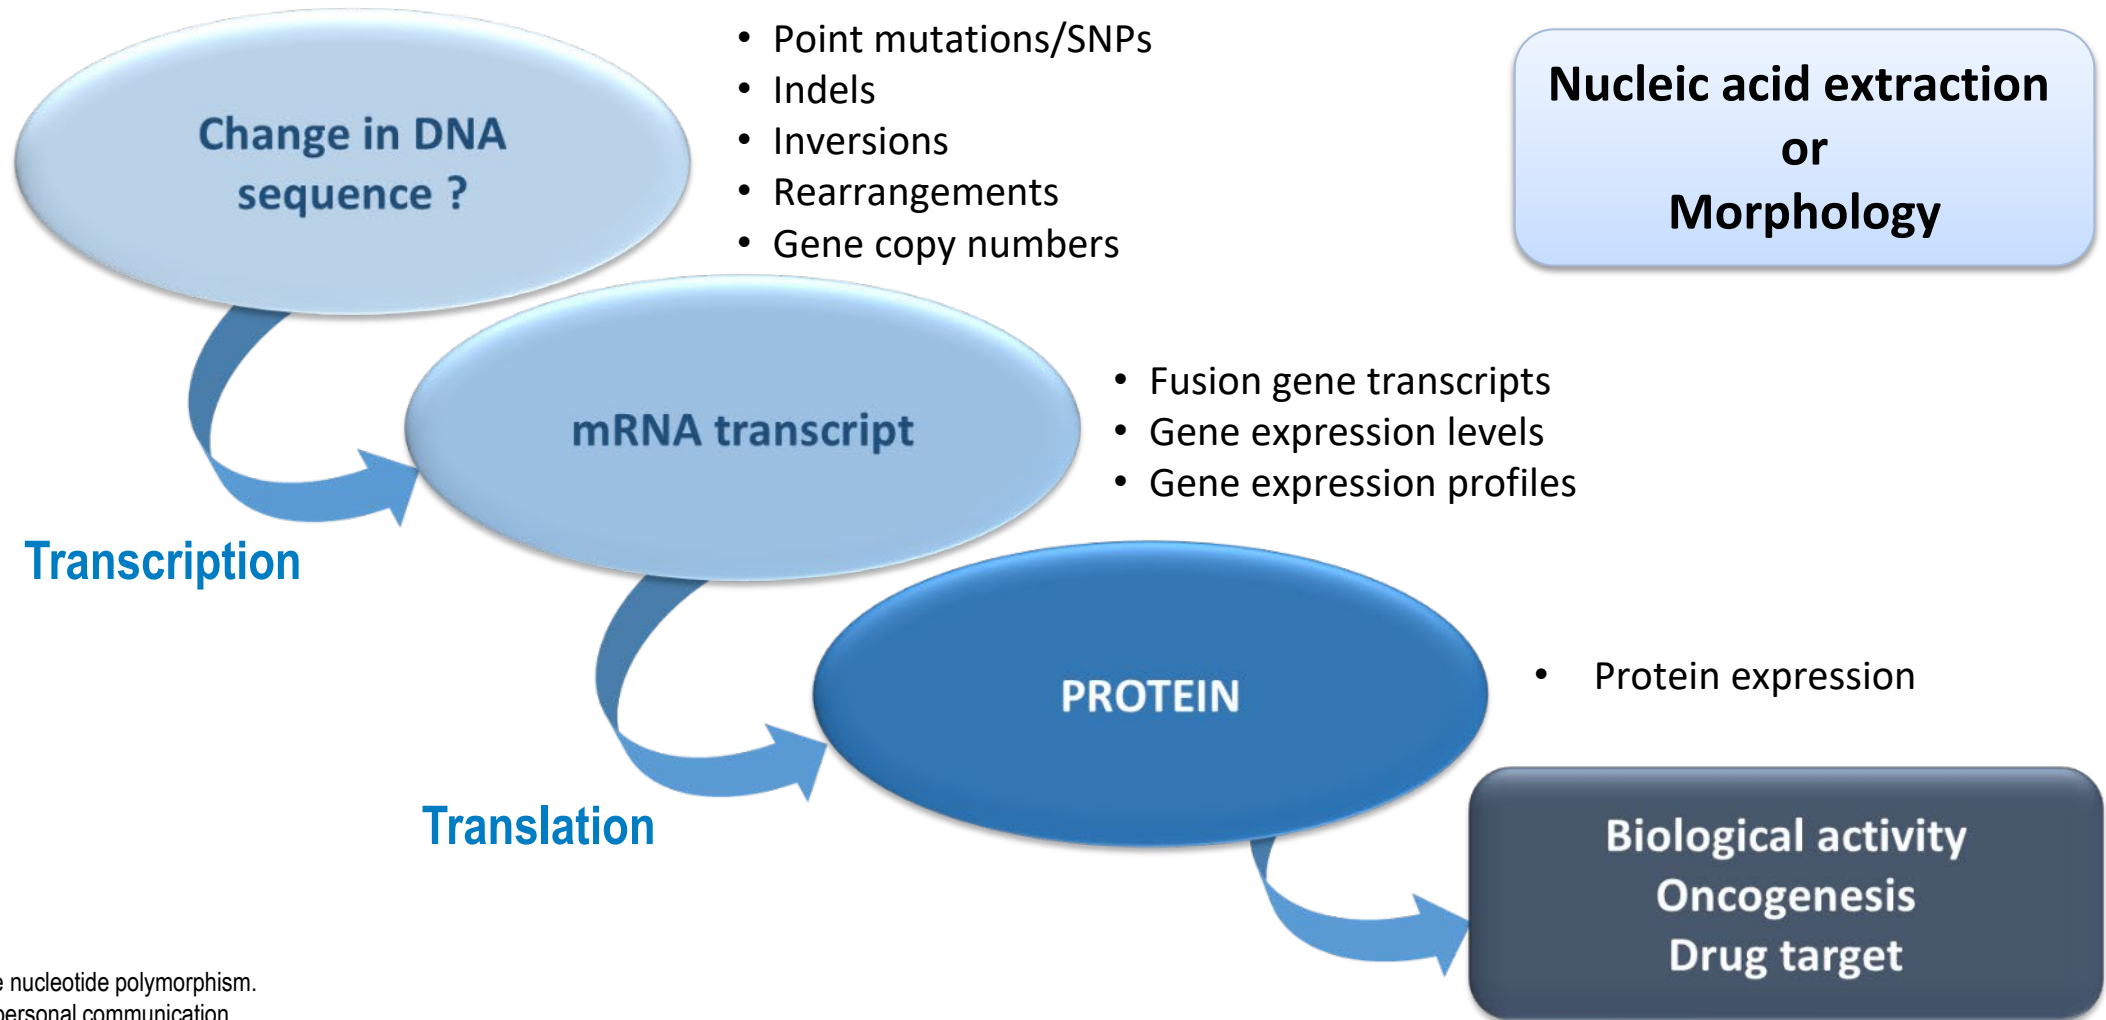 Change in DNA
sequence ?
• Point mutations/SNPs
• Indels
• Inversions
• Rearrangements
• Gene copy numbers
Nucleic acid extraction
or
Morphology
Transcription
mRNA transcript
• Fusion gene transcripts
• Gene expression levels
• Gene expression profiles
Translation
PROTEIN
• Protein expression
Biological activity
Oncogenesis
Drug target
nucleotide polymorphism.
personal communication